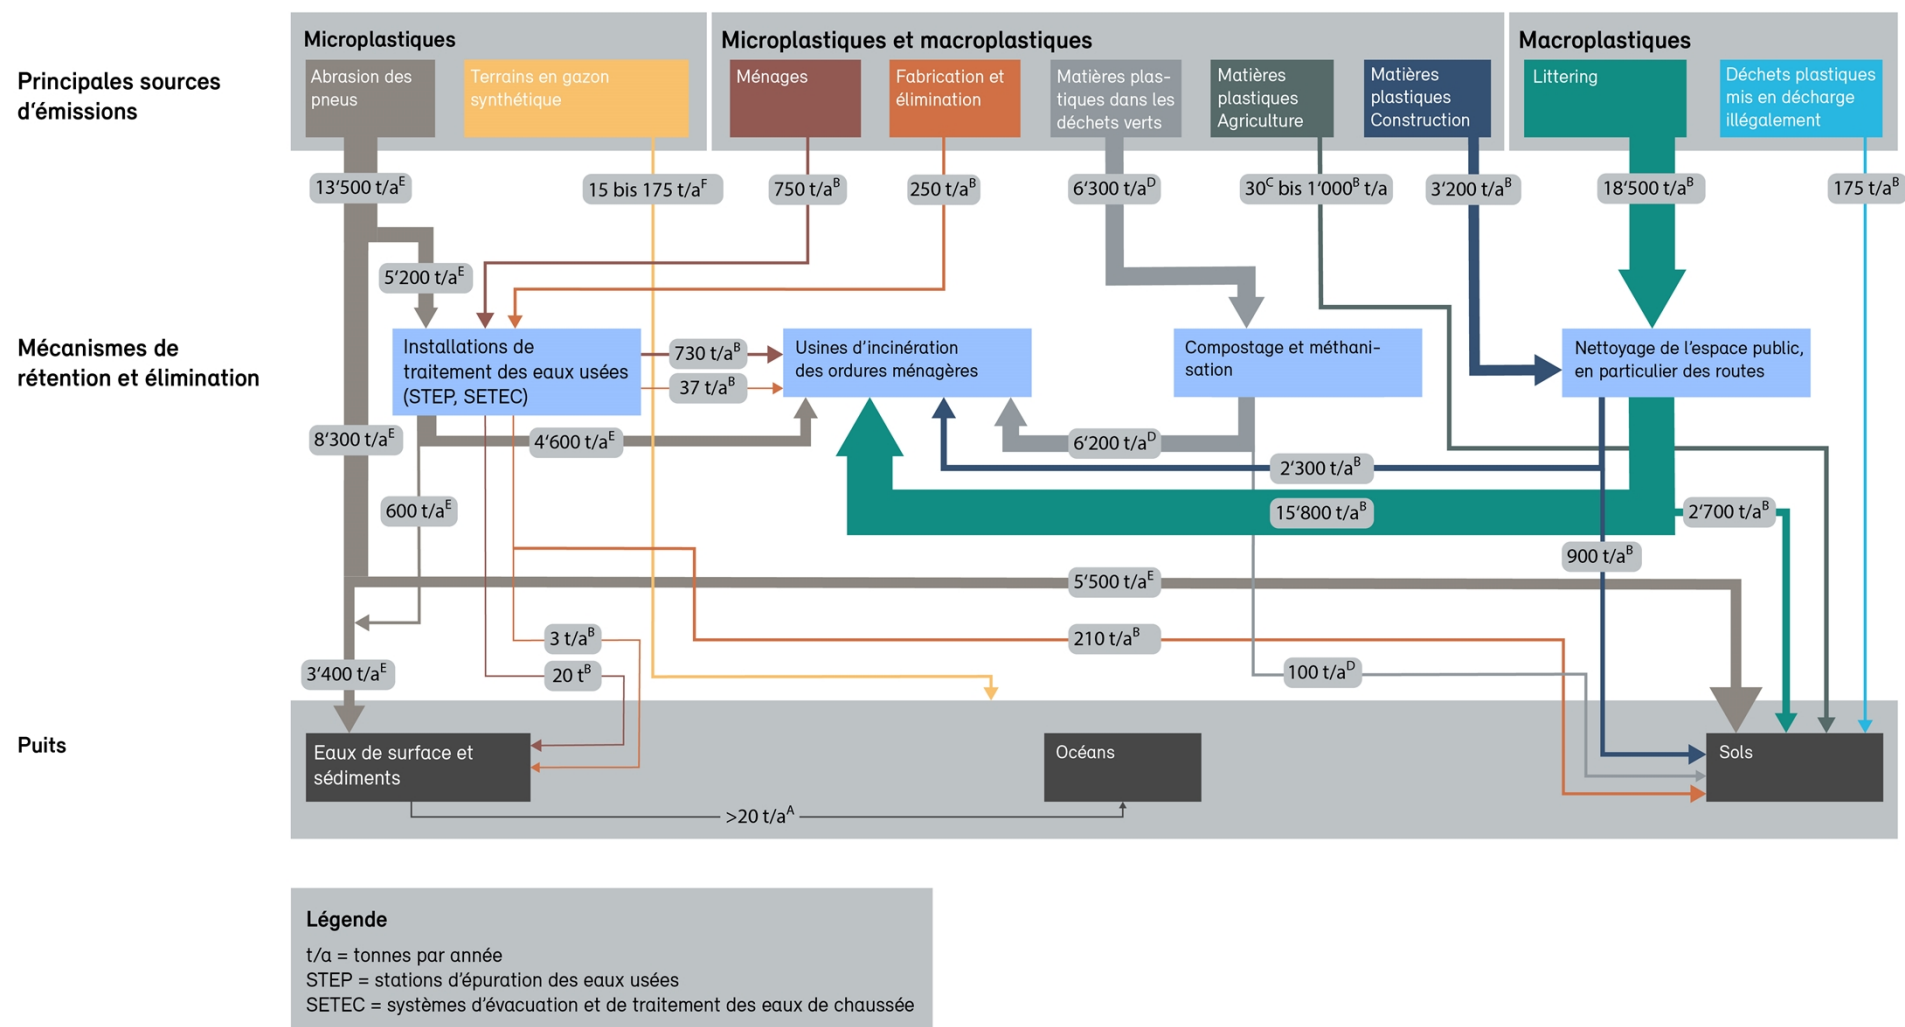 Microplastiques
Microplastiques et macroplastiques
Macroplastiques
Principales sources
d‘émissions
Abrasion des
pneus
Terrains en gazon
synthétique
Ménages
Fabrication et
élimination
Matières plas-
tiques dans les
déchets verts
Matières
plastiques
Agriculture
Matières
plastiques
Construction
Littering
Déchets plastiques
mis en décharge
illégalement
13‘500 t/aᴱ
15 bis 175 t/aF
750 t/aᴮ
250 t/aᴮ
6‘300 t/aᴰ
30C bis 1‘000ᴮ t/a
3‘200 t/aᴮ
18‘500 t/aᴮ
175 t/aᴮ
5‘200 t/aᴱ
Mécanismes de
rétention et élimination
Installations de
traitement des eaux usées
(STEP, SETEC)
730 t/aᴮ
37 t/aᴮ
Usines d’incinération
des ordures ménagères
Compostage et méthani-
sation
Nettoyage de l’espace public,
en particulier des routes
8‘300 t/aᴱ
4‘600 t/aᴱ
6‘200 t/aᴰ
2‘300 t/aᴮ
600 t/aᴱ
15‘800 t/aᴮ
2‘700 t/aᴮ
900 t/aᴮ
5‘500 t/aᴱ
3 t/aᴮ
210 t/aᴮ
3‘400 t/aᴱ
20 tᴮ
100 t/aᴰ
Puits
Eaux de surface et
sédiments
Océans
Sols
>20 t/aᴬ
Légende
t/a = tonnes par année
STEP = stations d’épuration des eaux usées
SETEC = systèmes d’évacuation et de traitement des eaux de chaussée